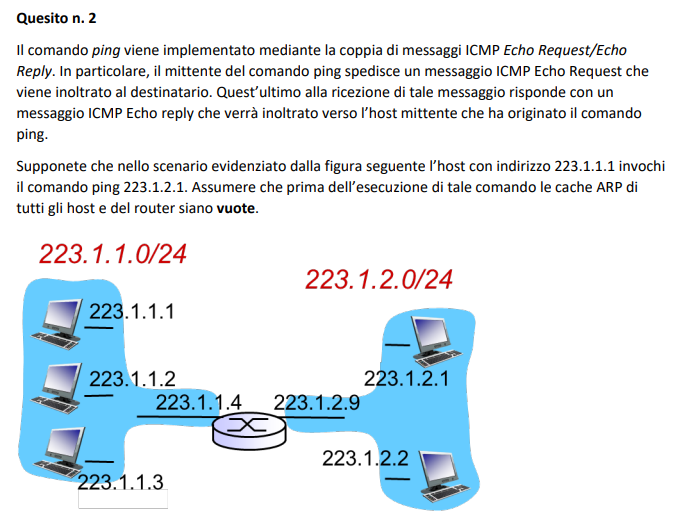 Quesito n. 2
Il comando ping viene implementato mediante la coppia di messaggi ICMP Echo Request/Echo
Reply. In particolare, il mittente del comando ping spedisce un messaggio ICMP Echo Request che
viene inoltrato al destinatario. Quest’ultimo alla ricezione di tale messaggio risponde con un
messaggio ICMP Echo reply che verrà inoltrato verso l’host mittente che ha originato il comando
ping.
Supponete che nello scenario evidenziato dalla figura seguente l’host con indirizzo 223.1.1.1 invochi
il comando ping 223.1.2.1. Assumere che prima dell’esecuzione di tale comando le cache ARP di
tutti gli host e del router siano vuote.
223.1.1.0/24
223.1.2.0/24
223.1.1.1
223.1.1.2
223.1.2.1
223.1.1.4
223.1.2.9
223.1.2.2
223.1.1.3